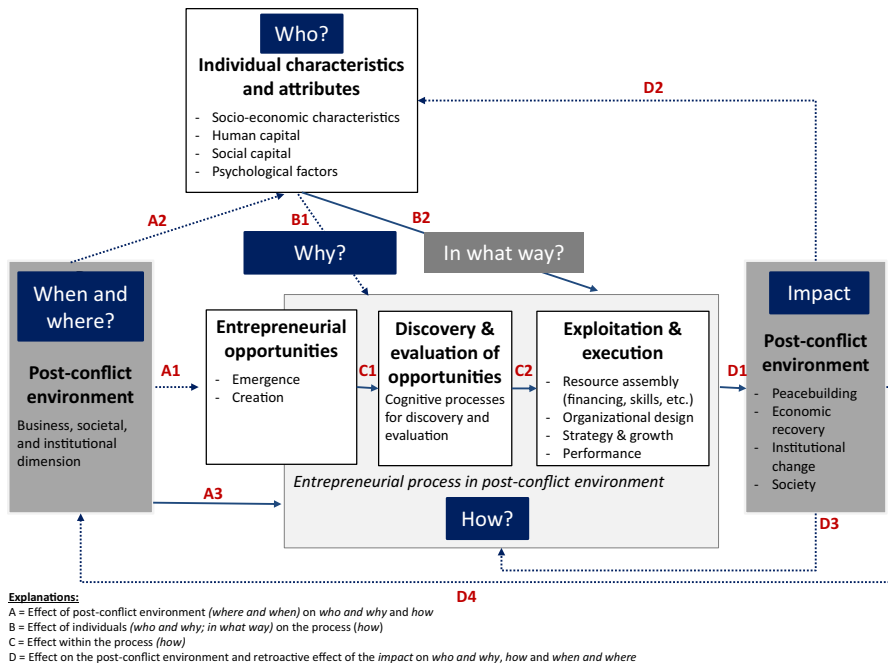 Who?
Individual characteristics
and attributes
- Socio-economic characteristics
- Human capital
- Social capital
- Psychological factors
D2
A2
B1
B2
Why?
In what way?
When and
where?
Post-conflict
environment
Business, societal,
and institutional
dimension
A1
A3
Entrepreneurial
opportunities
- Emergence
- Creation
C1
Discovery &
evaluation of
opportunities
Cognitive processes
for discovery and
evaluation
C2
Exploitation &
execution
- Resource assembly
(financing, skills, etc.)
- Organizational design
- Strategy & growth
- Performance
Entrepreneurial process in post-conflict environment
How?
D1
Impact
Post-conflict
environment
- Peacebuilding
- Economic
recovery
- Institutional
change
- Society
D3
D4
Explanations:
A = Effect of post-conflict environment (where and when) on who and why and how
B = Effect of individuals (who and why; in what way) on the process (how)
C = Effect within the process (how)
D = Effect on the post-conflict environment and retroactive effect of the impact on who and why, how and when and where